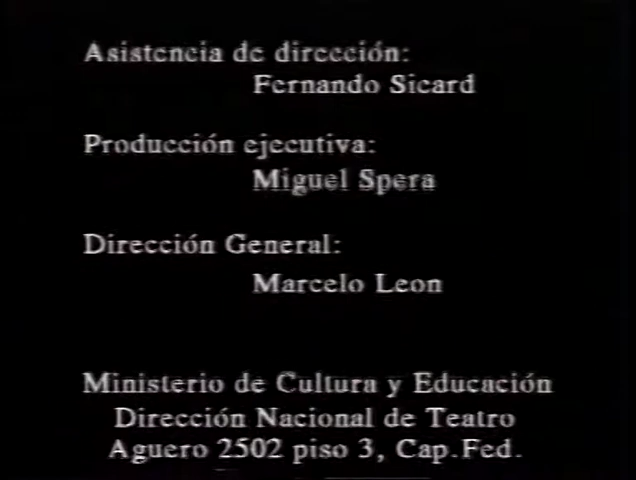 Asistencia de dirección:
Fernando Sicard
Producción ejecutiva:
Miguel Spera
Dirección General:
Marcelo Leon
Ministerio de Cultura y Educación
Dirección Nacional de Teatro
Aguero 2502 piso 3, Cap.Fed.